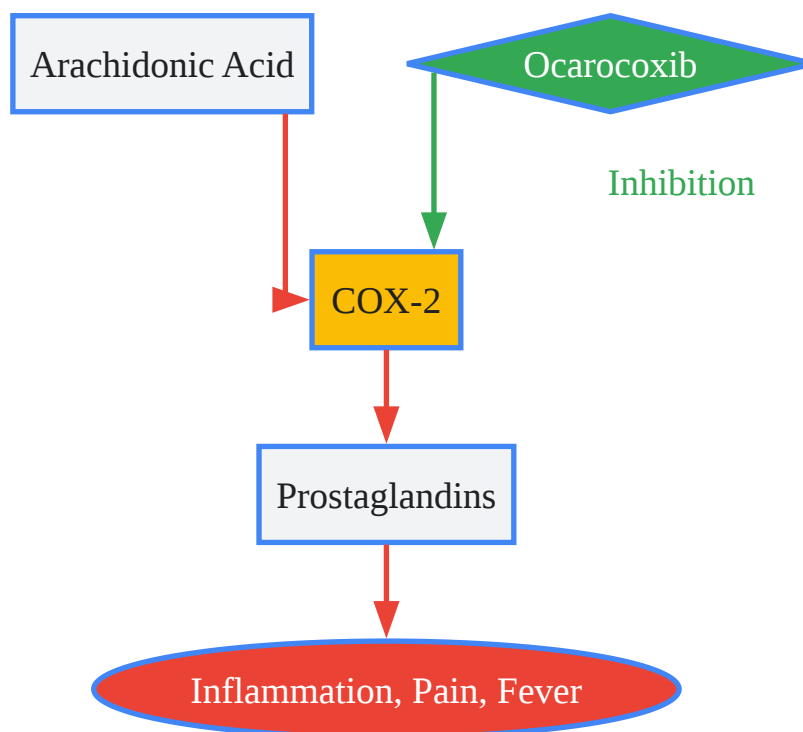 Arachidonic Acid
Ocarocoxib
Inhibition
COX-2
Prostaglandins
Inflammation, Pain, Fever